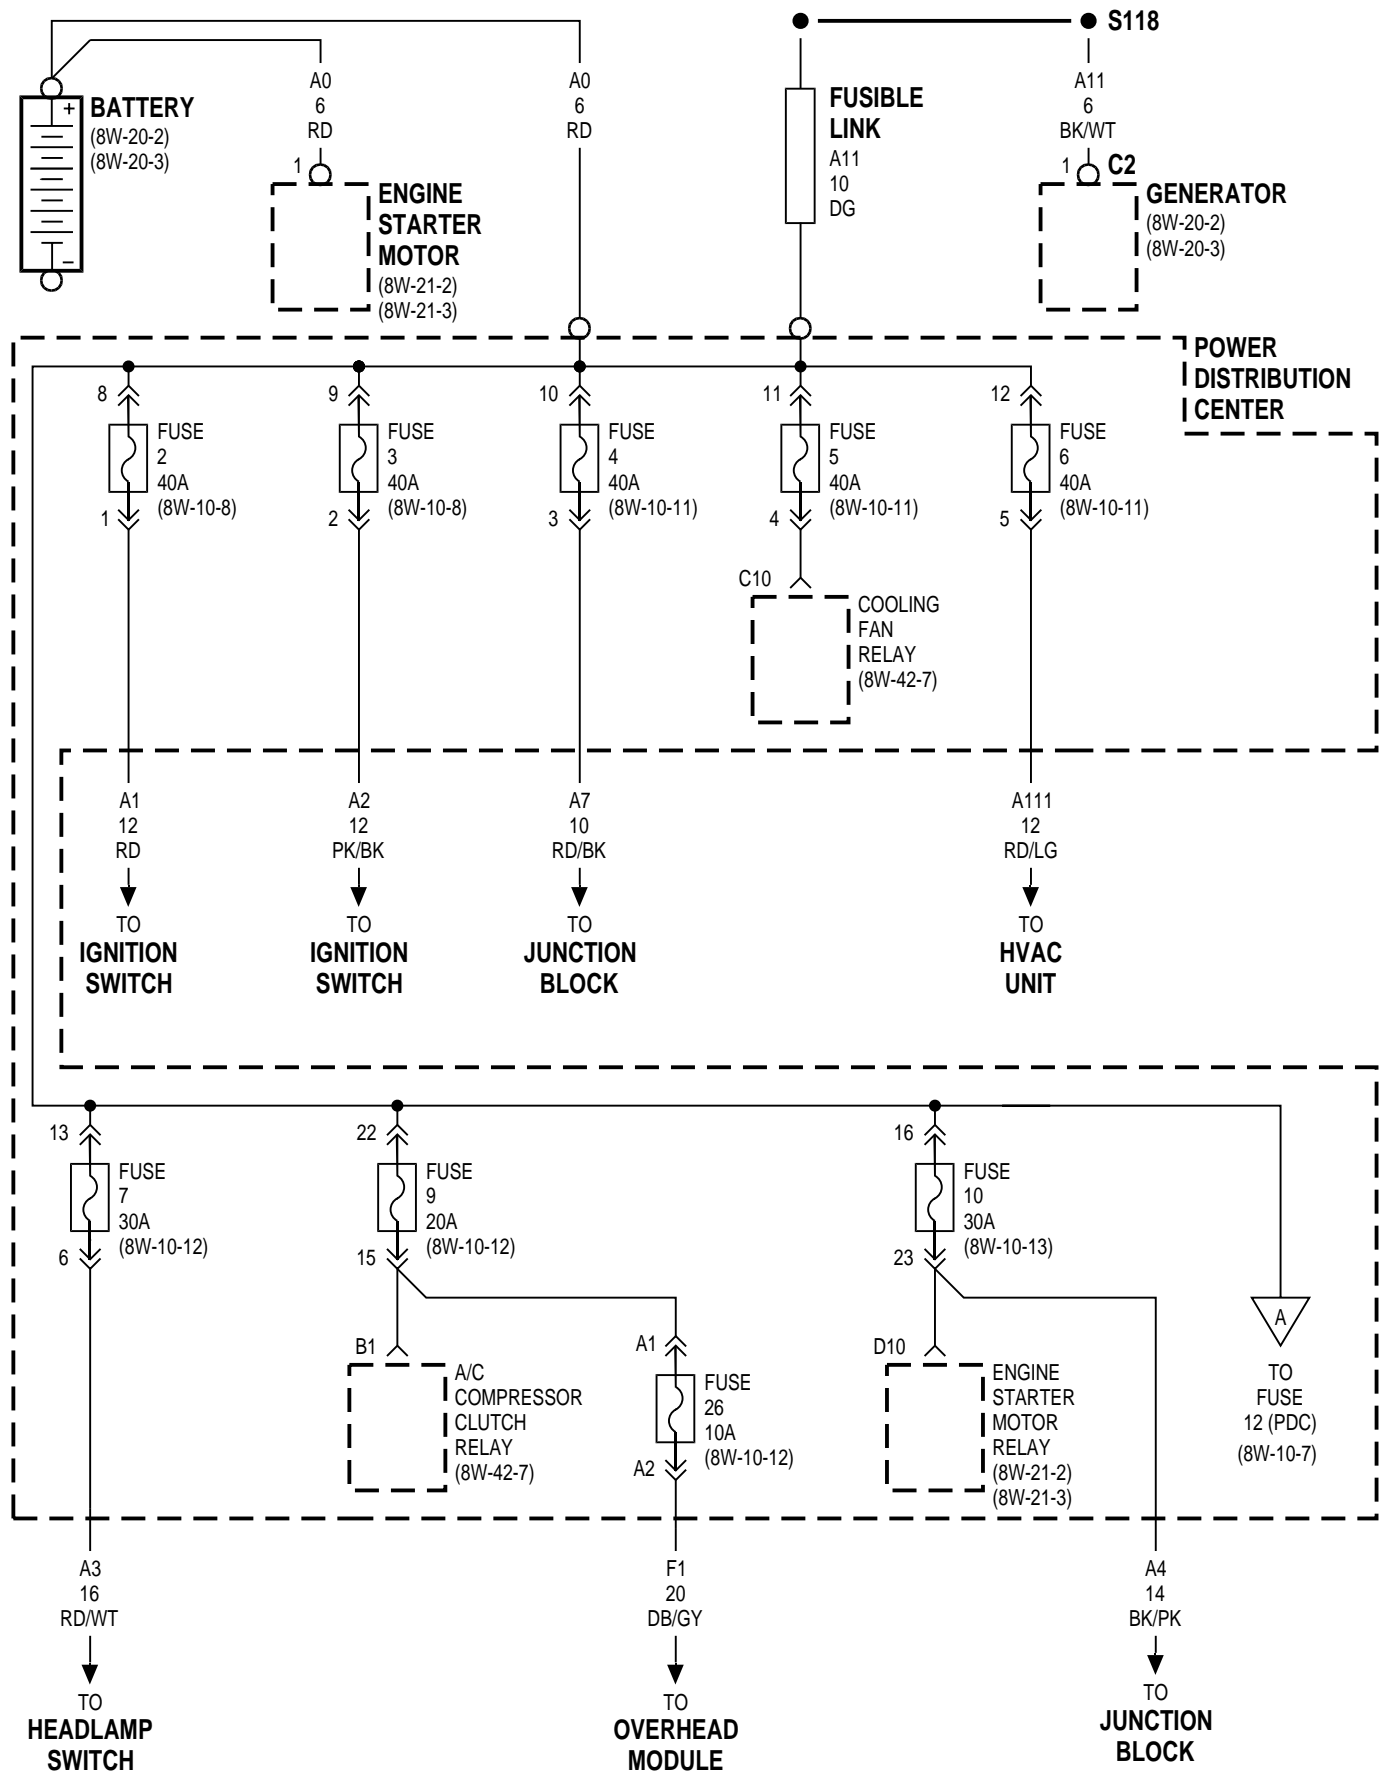 S118
A0
6
RD
A0
6
RD
A11
6
BK/WT
+
BATTERY
(8W-20-2)
(8W-20-3)
–
FUSIBLE
LINK
A11
10
DG
1
ENGINE
STARTER
MOTOR
(8W-21-2)
(8W-21-3)
1
C2
GENERATOR
(8W-20-2)
(8W-20-3)
POWER
DISTRIBUTION
CENTER
8
FUSE
2
40A
(8W-10-8)
1
9
FUSE
3
40A
(8W-10-8)
2
10
FUSE
4
40A
(8W-10-11)
3
11
FUSE
5
40A
(8W-10-11)
4
12
FUSE
6
40A
(8W-10-11)
5
C10
COOLING
FAN
RELAY
(8W-42-7)
A1
12
RD
TO
IGNITION
SWITCH
A2
12
PK/BK
TO
IGNITION
SWITCH
A7
10
RD/BK
TO
JUNCTION
BLOCK
A111
12
RD/LG
TO
HVAC
UNIT
13
FUSE
7
30A
(8W-10-12)
6
22
FUSE
9
20A
(8W-10-12)
15
16
FUSE
10
30A
(8W-10-13)
23
B1
A/C
COMPRESSOR
CLUTCH
RELAY
(8W-42-7)
A1
FUSE
26
10A
(8W-10-12)
A2
D10
ENGINE
STARTER
MOTOR
RELAY
(8W-21-2)
(8W-21-3)
A
TO
FUSE
12 (PDC)
(8W-10-7)
A3
16
RD/WT
TO
HEADLAMP
SWITCH
F1
20
DB/GY
TO
OVERHEAD
MODULE
A4
14
BK/PK
TO
JUNCTION
BLOCK